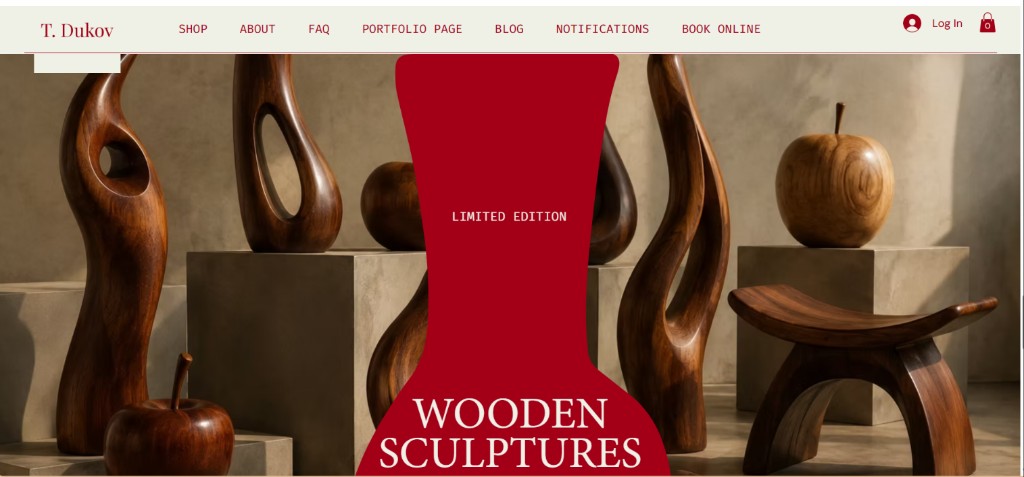 T. Dukov
SHOP ABOUT FAQ PORTFOLIO PAGE BLOG NOTIFICATIONS BOOK ONLINE
Log In
0
LIMITED EDITION
WOODEN
SCULPTURES